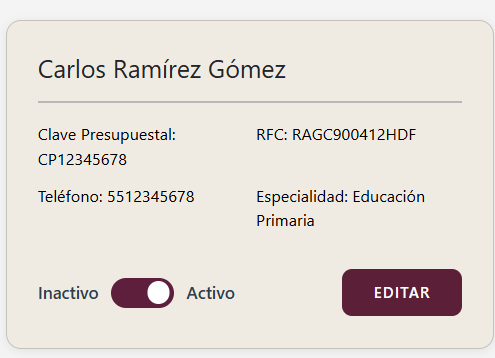 Carlos Ramírez Gómez
Clave Presupuestal:
CP12345678
RFC: RAGC900412HDF
Teléfono: 5512345678
Especialidad: Educación
Primaria
Inactivo
Activo
EDITAR